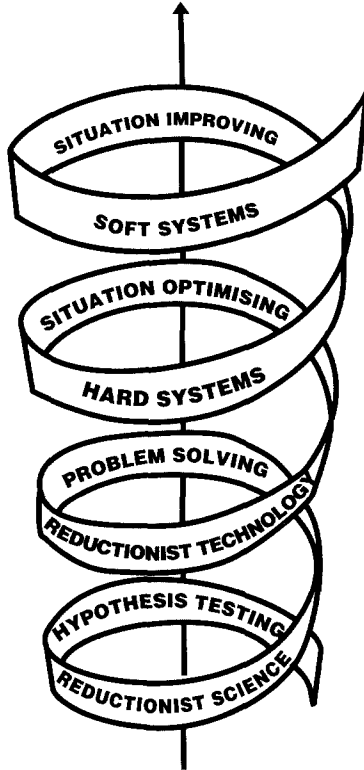 SITUATION IMPROVING
SOFT SYSTEMS
SITUATION OPTIMISING
HARD SYSTEMS
PROBLEM SOLVING
REDUCTIONIST TECHNOLOGY
HYPOTHESIS TESTING
REDUCTIONIST SCIENCE